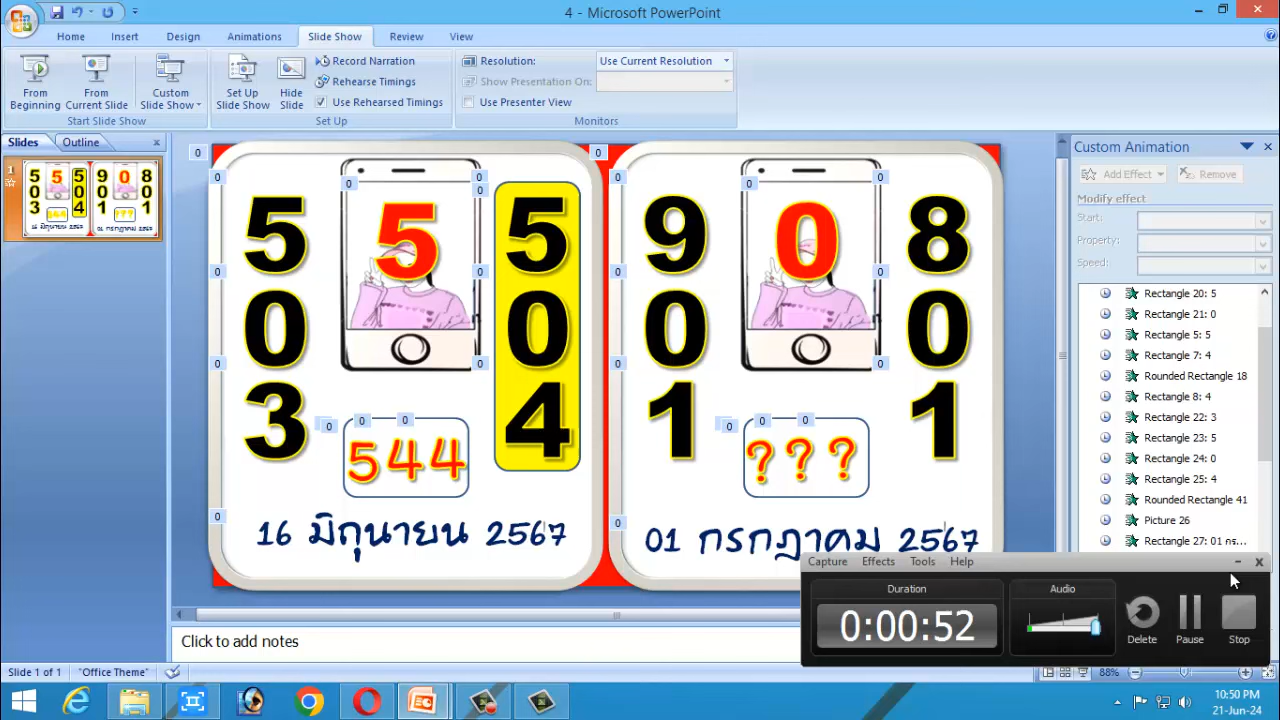 4 - Microsoft PowerPoint
Home Insert Design Animations Slide Show Review View
From Beginning
From Current Slide
Custom Slide Show
Set Up Slide Show
Hide Slide
Record Narration
Rehearse Timings
Use Rehearsed Timings
Resolution: Use Current Resolution
Show Presentation On:
Use Presenter View
Start Slide Show Set Up Monitors
Slides Outline
1
5 5 5
0 0
3 4
544
16 มิถุนายน 2567
9 0 8
0 0
1 1
???
01 กรกฎาคม 2567
Custom Animation
Add Effect Remove
Modify effect
Start:
Property:
Speed:
Rectangle 20: 5
Rectangle 21: 0
Rectangle 5: 5
Rectangle 7: 4
Rounded Rectangle 18
Rectangle 8: 4
Rectangle 22: 3
Rectangle 23: 5
Rectangle 24: 0
Rectangle 25: 4
Rounded Rectangle 41
Picture 26
Rectangle 27: 01 กร...
Capture Effects Tools Help
Duration Audio
0:00:52
Delete Pause Stop
Click to add notes
Slide 1 of 1 "Office Theme" 88%
10:50 PM
21-Jun-24